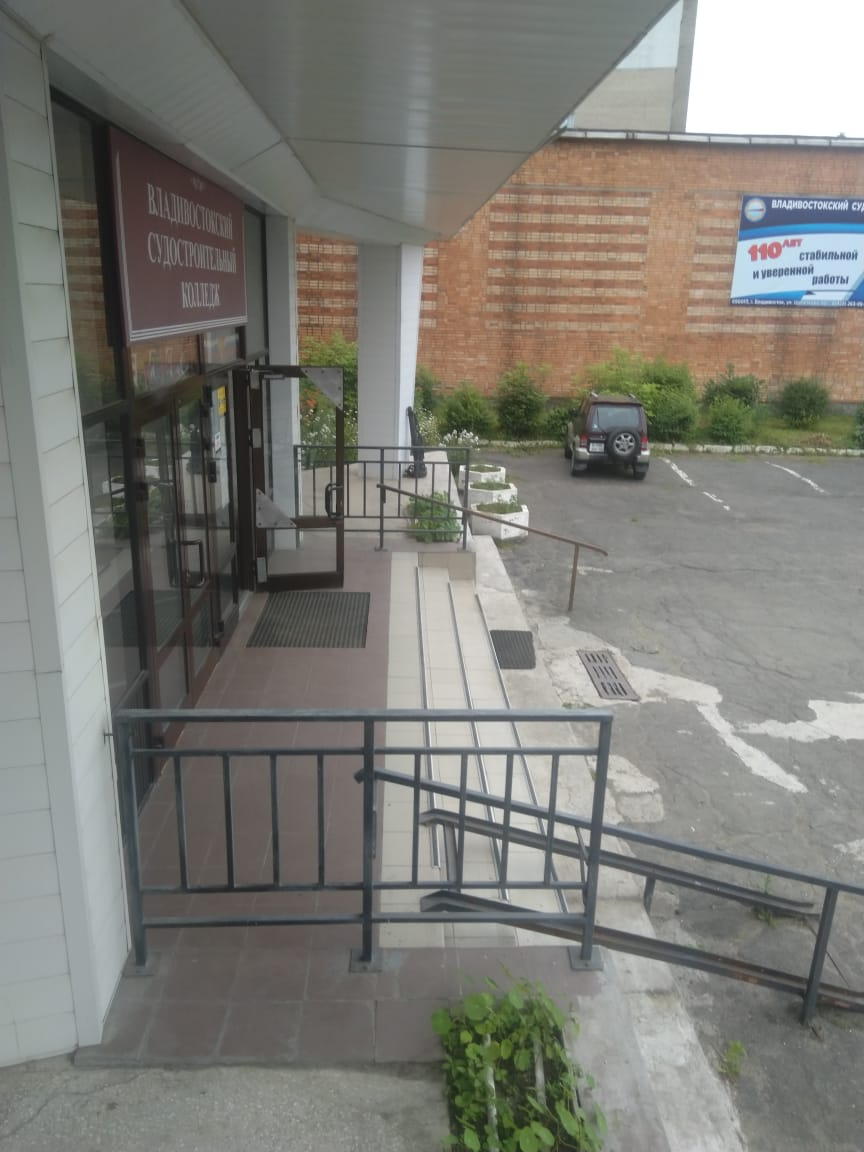 ВЛАДИВОСТОКСКИЙ
СУДОСТРОИТЕЛЬНЫЙ
КОЛЛЕДЖ
ВЛАДИВОСТОКСКИЙ СУД
110 ЛЕТ
стабильной
и уверенной
работы